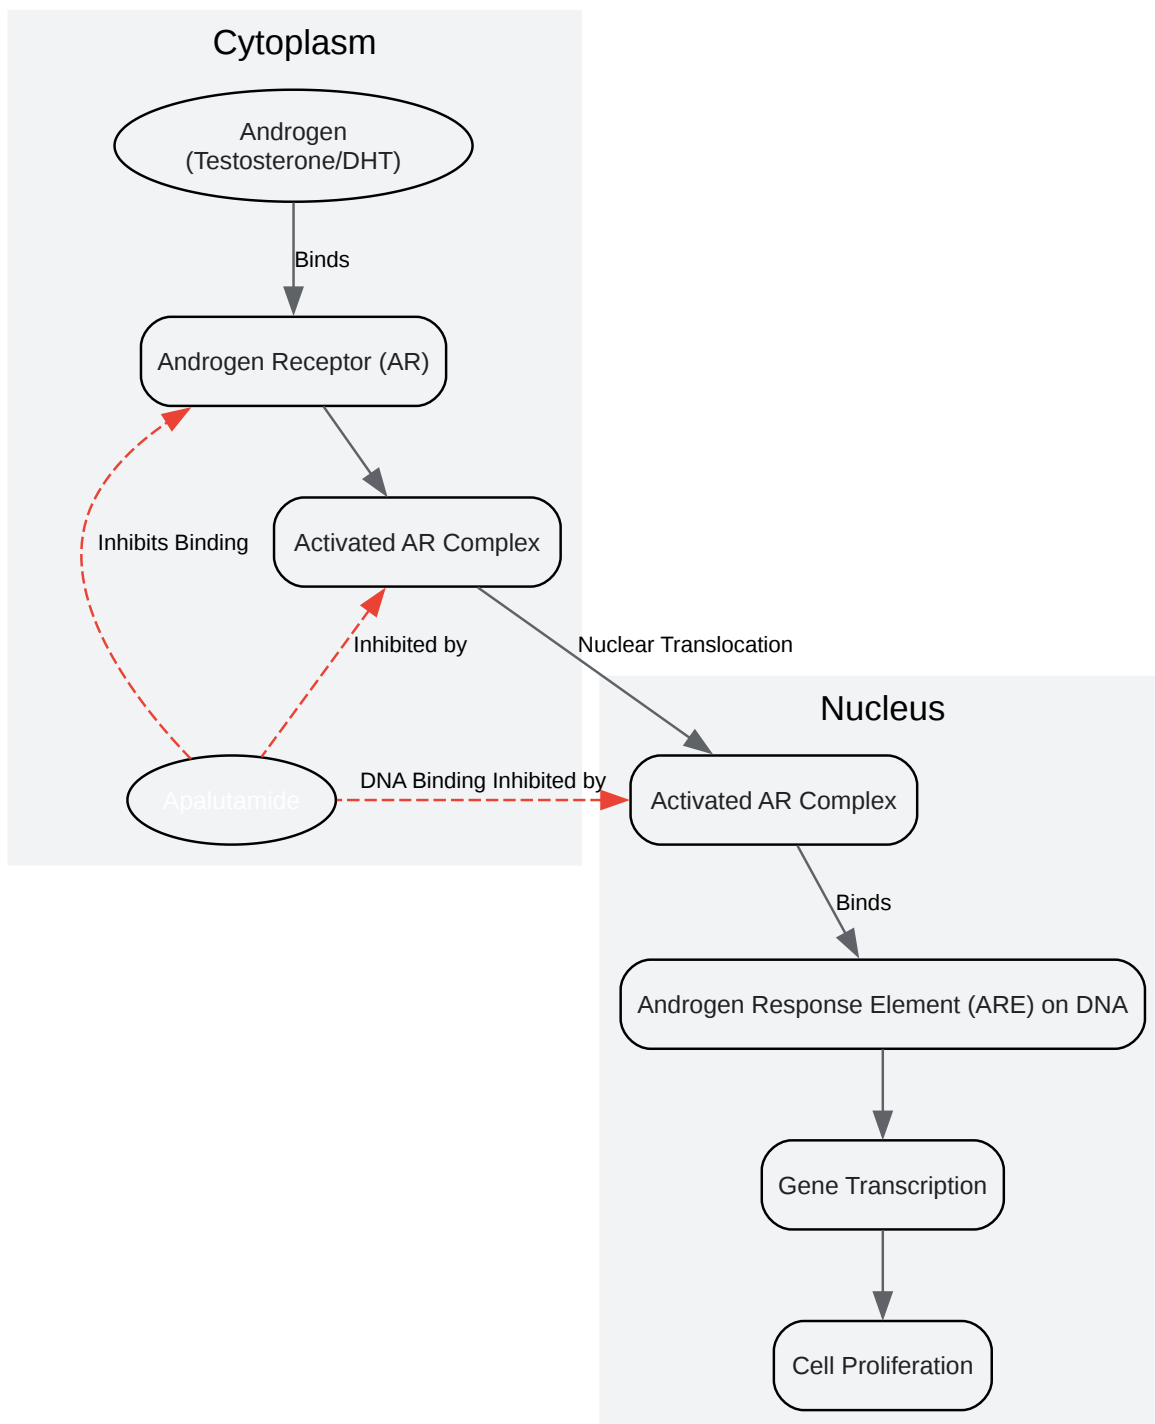 Cytoplasm
Androgen
(Testosterone/DHT)
Binds
Androgen Receptor (AR)
Inhibits Binding
Activated AR Complex
Inhibited by
Nuclear Translocation
Nucleus
Apalutamide
DNA Binding Inhibited by
Activated AR Complex
Binds
Androgen Response Element (ARE) on DNA
Gene Transcription
Cell Proliferation